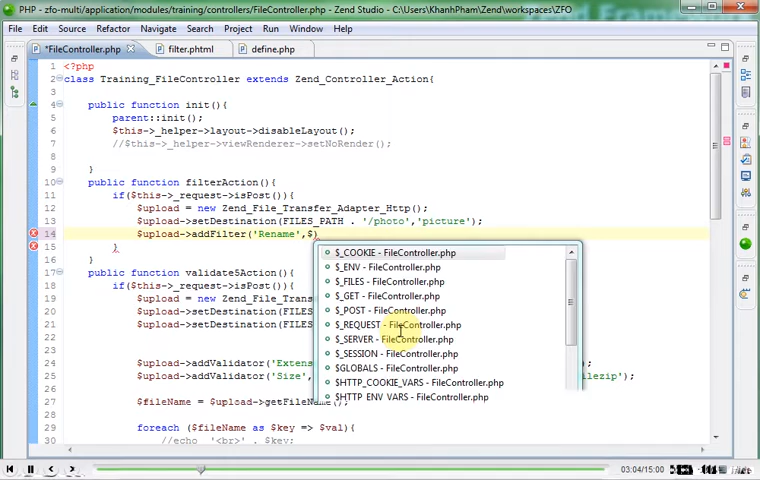 PHP - zfo-multi/application/modules/training/controllers/FileController.php - Zend Studio - C:\Users\KhanhPham\Zend\workspaces\ZFO
File Edit Source Refactor Navigate Search Project Run Window Help
*FileController.php filter.phtml define.php
1 <?php
2 class Training_FileController extends Zend_Controller_Action{
3
4 public function init(){
5 parent::init();
6 $this->_helper->layout->disableLayout();
7 //$this->_helper->viewRenderer->setNoRender();
8
9 }
10 public function filterAction(){
11 if($this->_request->isPost()){
12 $upload = new Zend_File_Transfer_Adapter_Http();
13 $upload->setDestination(FILES_PATH . '/photo','picture');
14 $upload->addFilter('Rename',$)
15 }
16 }
17 public function validate5Action(){
18 if($this->_request->isPost()){
19 $upload = new Zend_File_Tra
20 $upload->setDestination(FILES
21 $upload->setDestination(FILES
22
23
24 $upload->addValidator('Exten
25 $upload->addValidator('Size', ilezip');
26
27 $fileName = $upload->getFileName();
28
29 foreach ($fileName as $key => $val){
30 //echo '<br>' . $key;
$_COOKIE - FileController.php
$_ENV - FileController.php
$_FILES - FileController.php
$_GET - FileController.php
$_POST - FileController.php
$_REQUEST - FileController.php
$_SERVER - FileController.php
$_SESSION - FileController.php
$GLOBALS - FileController.php
$HTTP_COOKIE_VARS - FileController.php
$HTTP_ENV_VARS - FileController.php
03:04/15:00